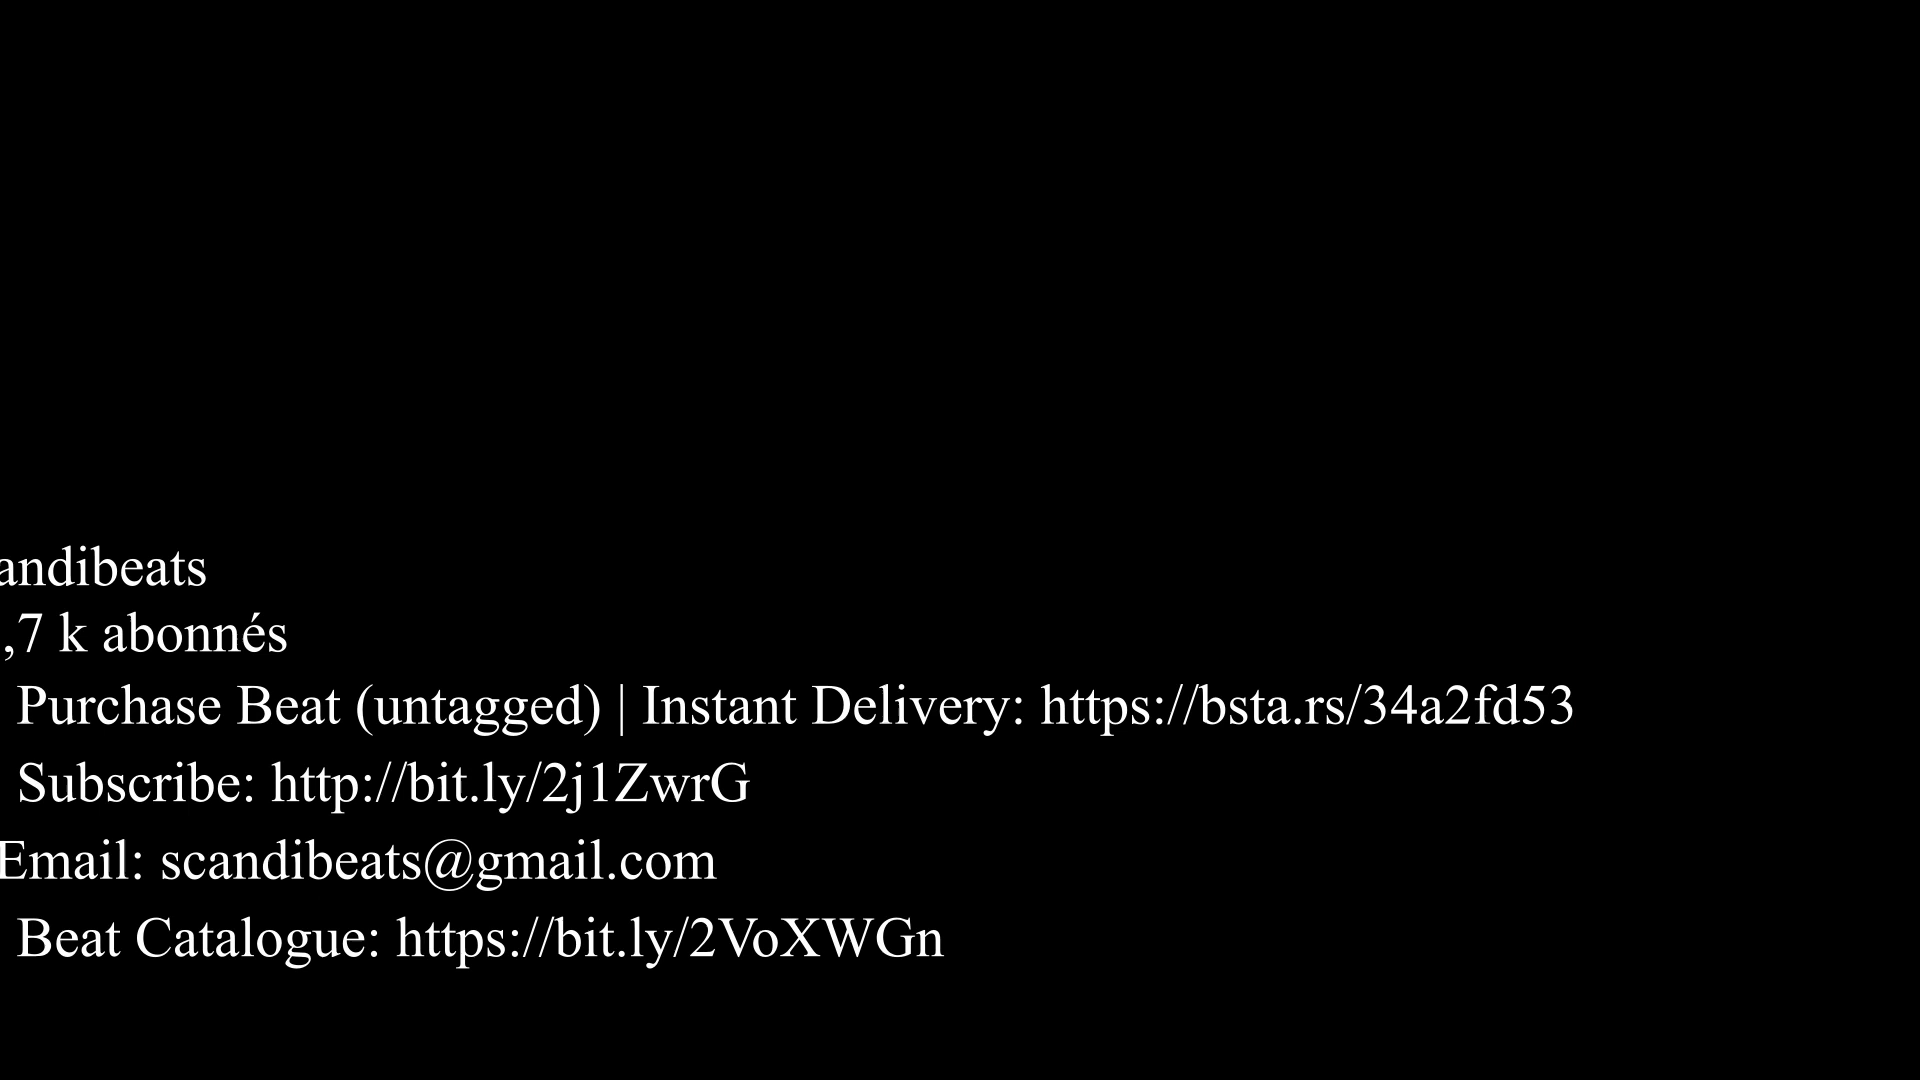 andibeats
,7 k abonnés
Purchase Beat (untagged) | Instant Delivery: https://bsta.rs/34a2fd53
Subscribe: http://bit.ly/2j1ZwrG
Email: scandibeats@gmail.com
Beat Catalogue: https://bit.ly/2VoXWGn